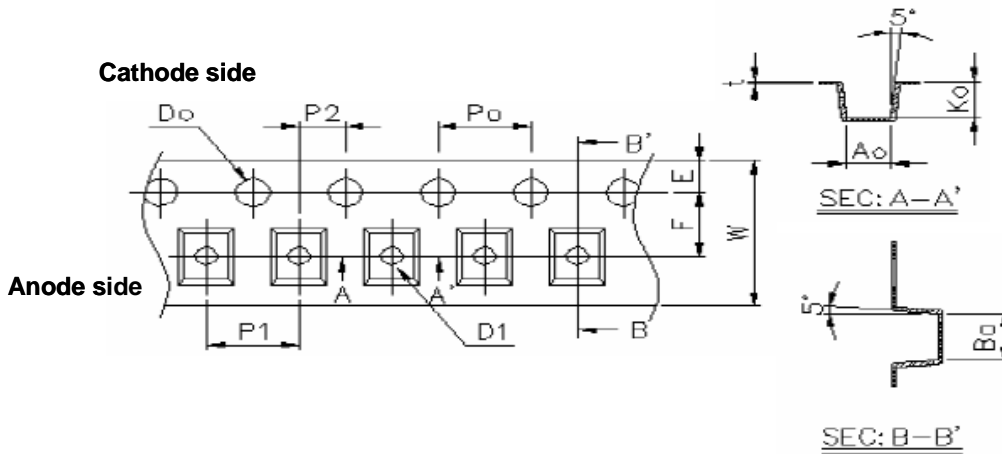 Cathode side
Do
P2
Po
B'
E
F
W
A
A'
Anode side
P1
D1
B
5°
t
Ko
Ao
SEC: A-A'
5°
Bo
SEC: B-B'